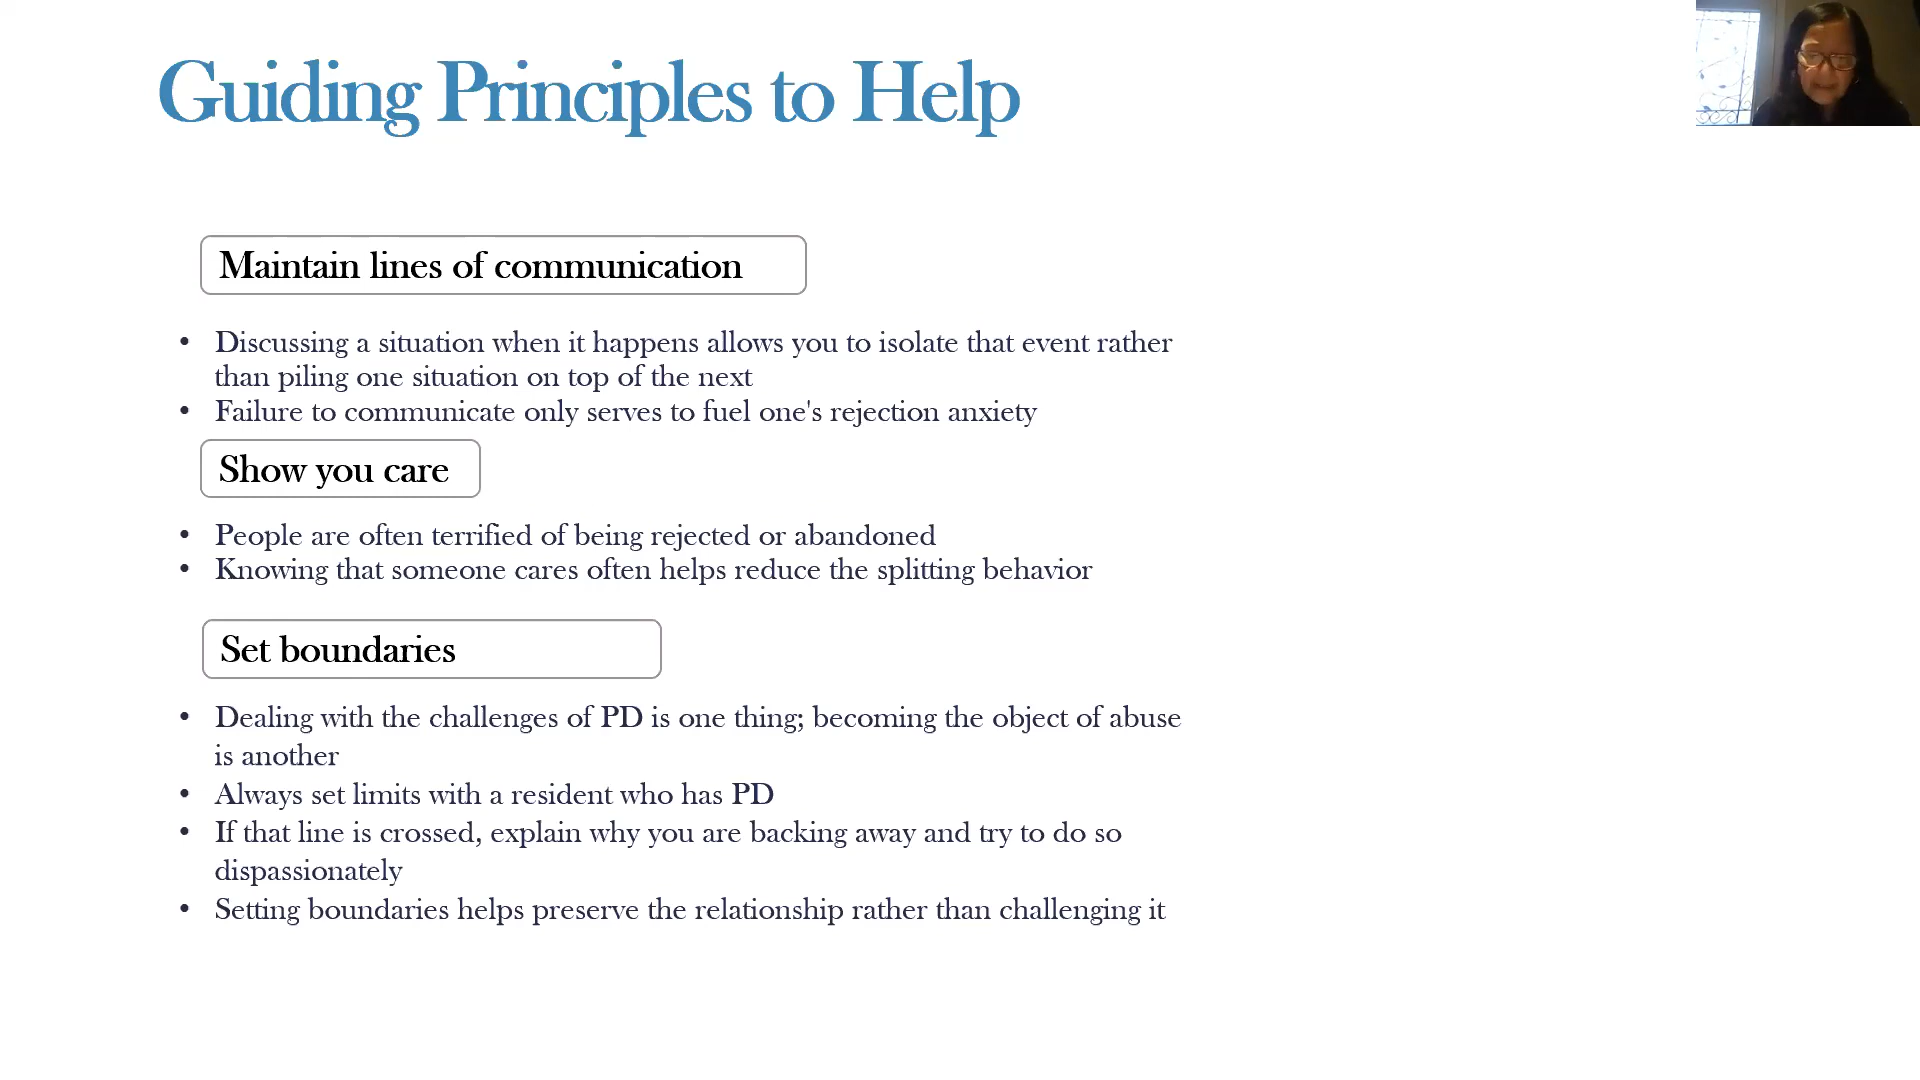 Guiding Principles to Help
Maintain lines of communication
• Discussing a situation when it happens allows you to isolate that event rather
than piling one situation on top of the next
• Failure to communicate only serves to fuel one's rejection anxiety
Show you care
• People are often terrified of being rejected or abandoned
• Knowing that someone cares often helps reduce the splitting behavior
Set boundaries
• Dealing with the challenges of PD is one thing; becoming the object of abuse
is another
• Always set limits with a resident who has PD
• If that line is crossed, explain why you are backing away and try to do so
dispassionately
• Setting boundaries helps preserve the relationship rather than challenging it